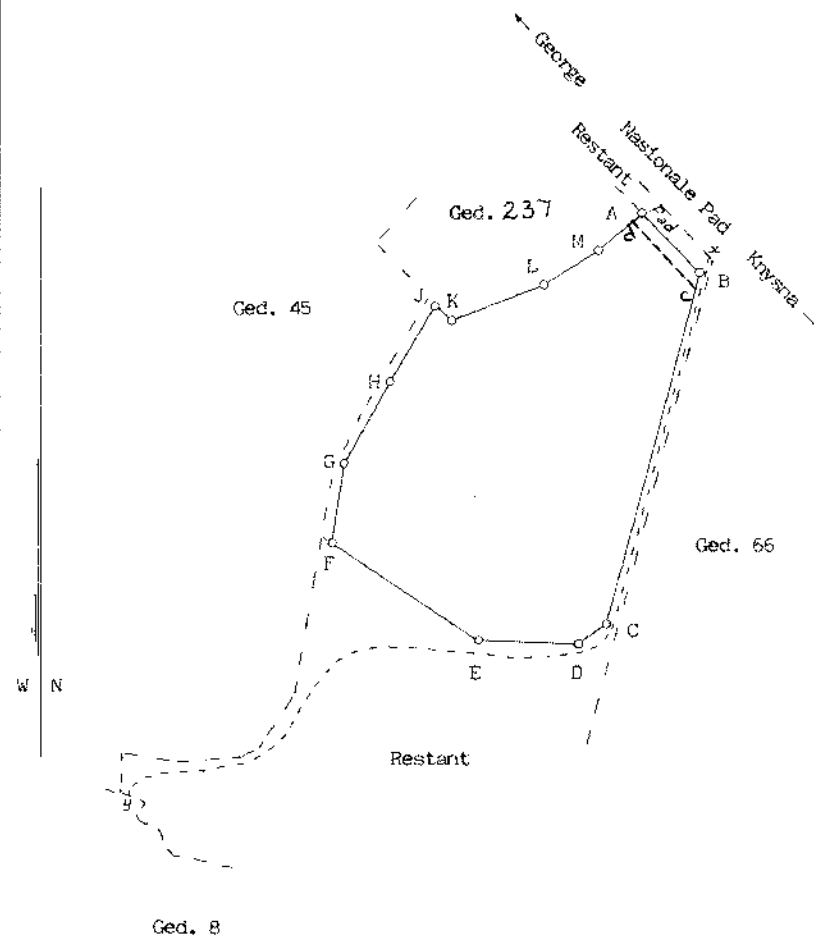 George
Nasionale Pad
Restant
Knysna
Ged. 237
A
Pad
b
M
B
c
L
J K
Ged. 45
H
G
Ged. 66
F
C
E
D
W N
Restant
y
x
Ged. 8